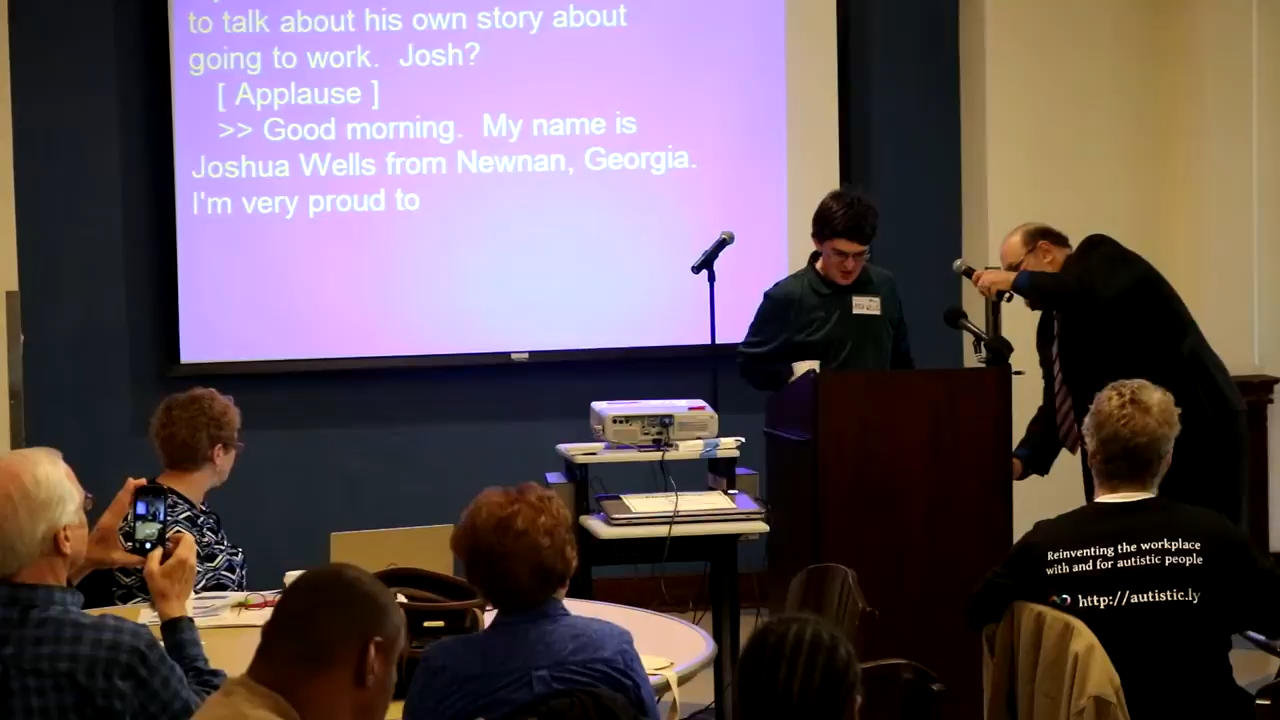 to talk about his own story about
going to work.  Josh?
[ Applause ]
>> Good morning.  My name is
Joshua Wells from Newnan, Georgia.
I'm very proud to
Reinventing the workplace
with and for autistic people
http://autistic.ly